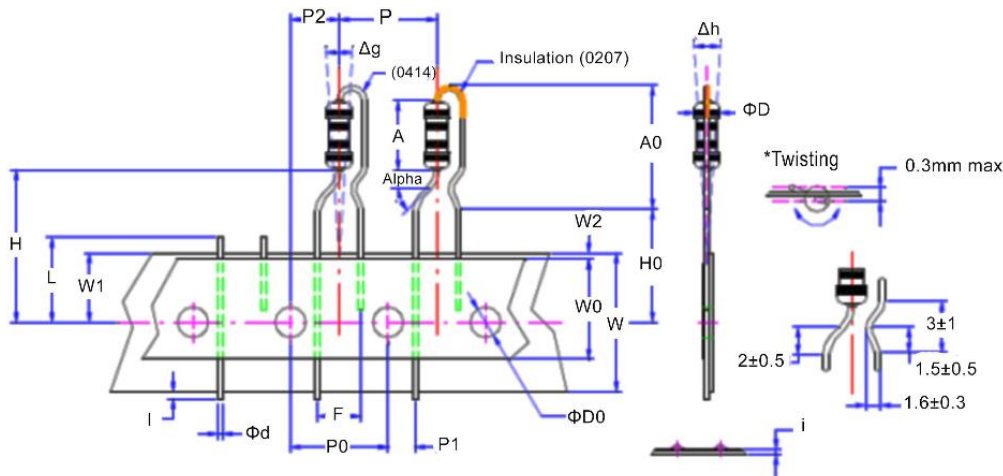 P2
P
Δg
(0414)
Insulation (0207)
Δh
ΦD
A
A0
*Twisting
0.3mm max
Alpha
H
L
W1
W2
H0
W0
W
3±1
2±0.5
1.5±0.5
1.6±0.3
I
Φd
F
P0
P1
ΦD0
i